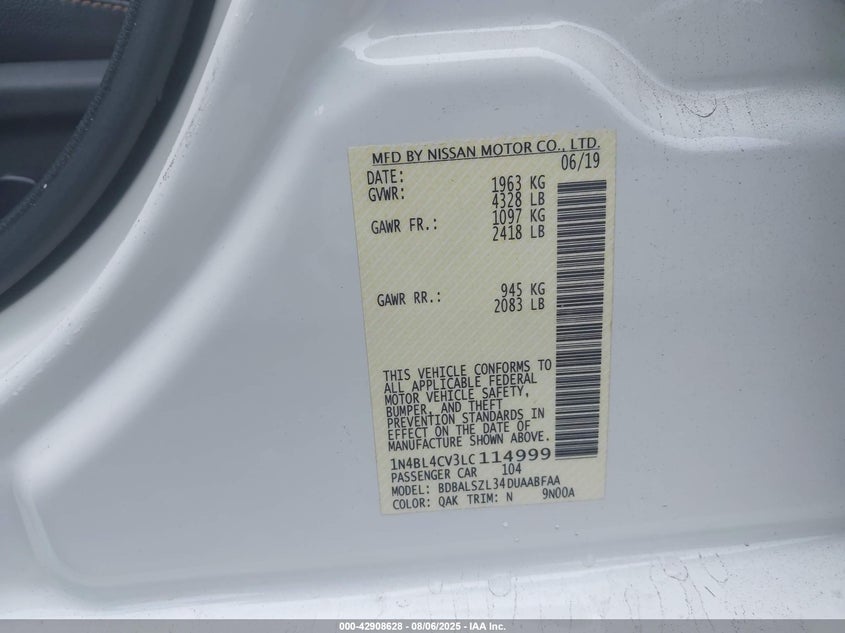 MFD BY NISSAN MOTOR CO., LTD.
DATE: 06/19
GVWR: 1963 KG
4328 LB
GAWR FR.: 1097 KG
2418 LB
GAWR RR.: 945 KG
2083 LB
THIS VEHICLE CONFORMS TO
ALL APPLICABLE FEDERAL
MOTOR VEHICLE SAFETY,
BUMPER, AND THEFT
PREVENTION STANDARDS IN
EFFECT ON THE DATE OF
MANUFACTURE SHOWN ABOVE.
1N4BL4CV3LC114999
PASSENGER CAR 104
MODEL: BDBALSZL34DUAABFAA
COLOR: QAK TRIM: N 9N00A
000-42908628 - 08/06/2025 - IAA Inc.